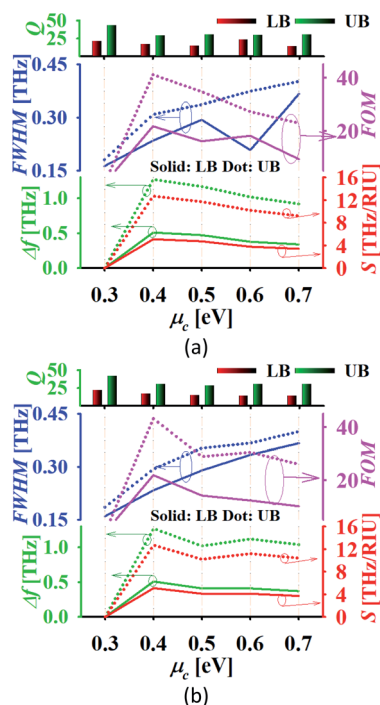 50 LB UB
Q 25
0
0.45
FWHM [THz] 0.30
0.15
40
20
FOM
Solid: LB Dot: UB
1.0
Δf [THz] 0.5
0.0
16
12
8
4
0
S [THz/RIU]
0.3 0.4 0.5 0.6 0.7
μc [eV]
(a)
50 LB UB
Q 25
0
0.45
FWHM [THz] 0.30
0.15
40
20
FOM
Solid: LB Dot: UB
1.0
Δf [THz] 0.5
0.0
16
12
8
4
0
S [THz/RIU]
0.3 0.4 0.5 0.6 0.7
μc [eV]
(b)